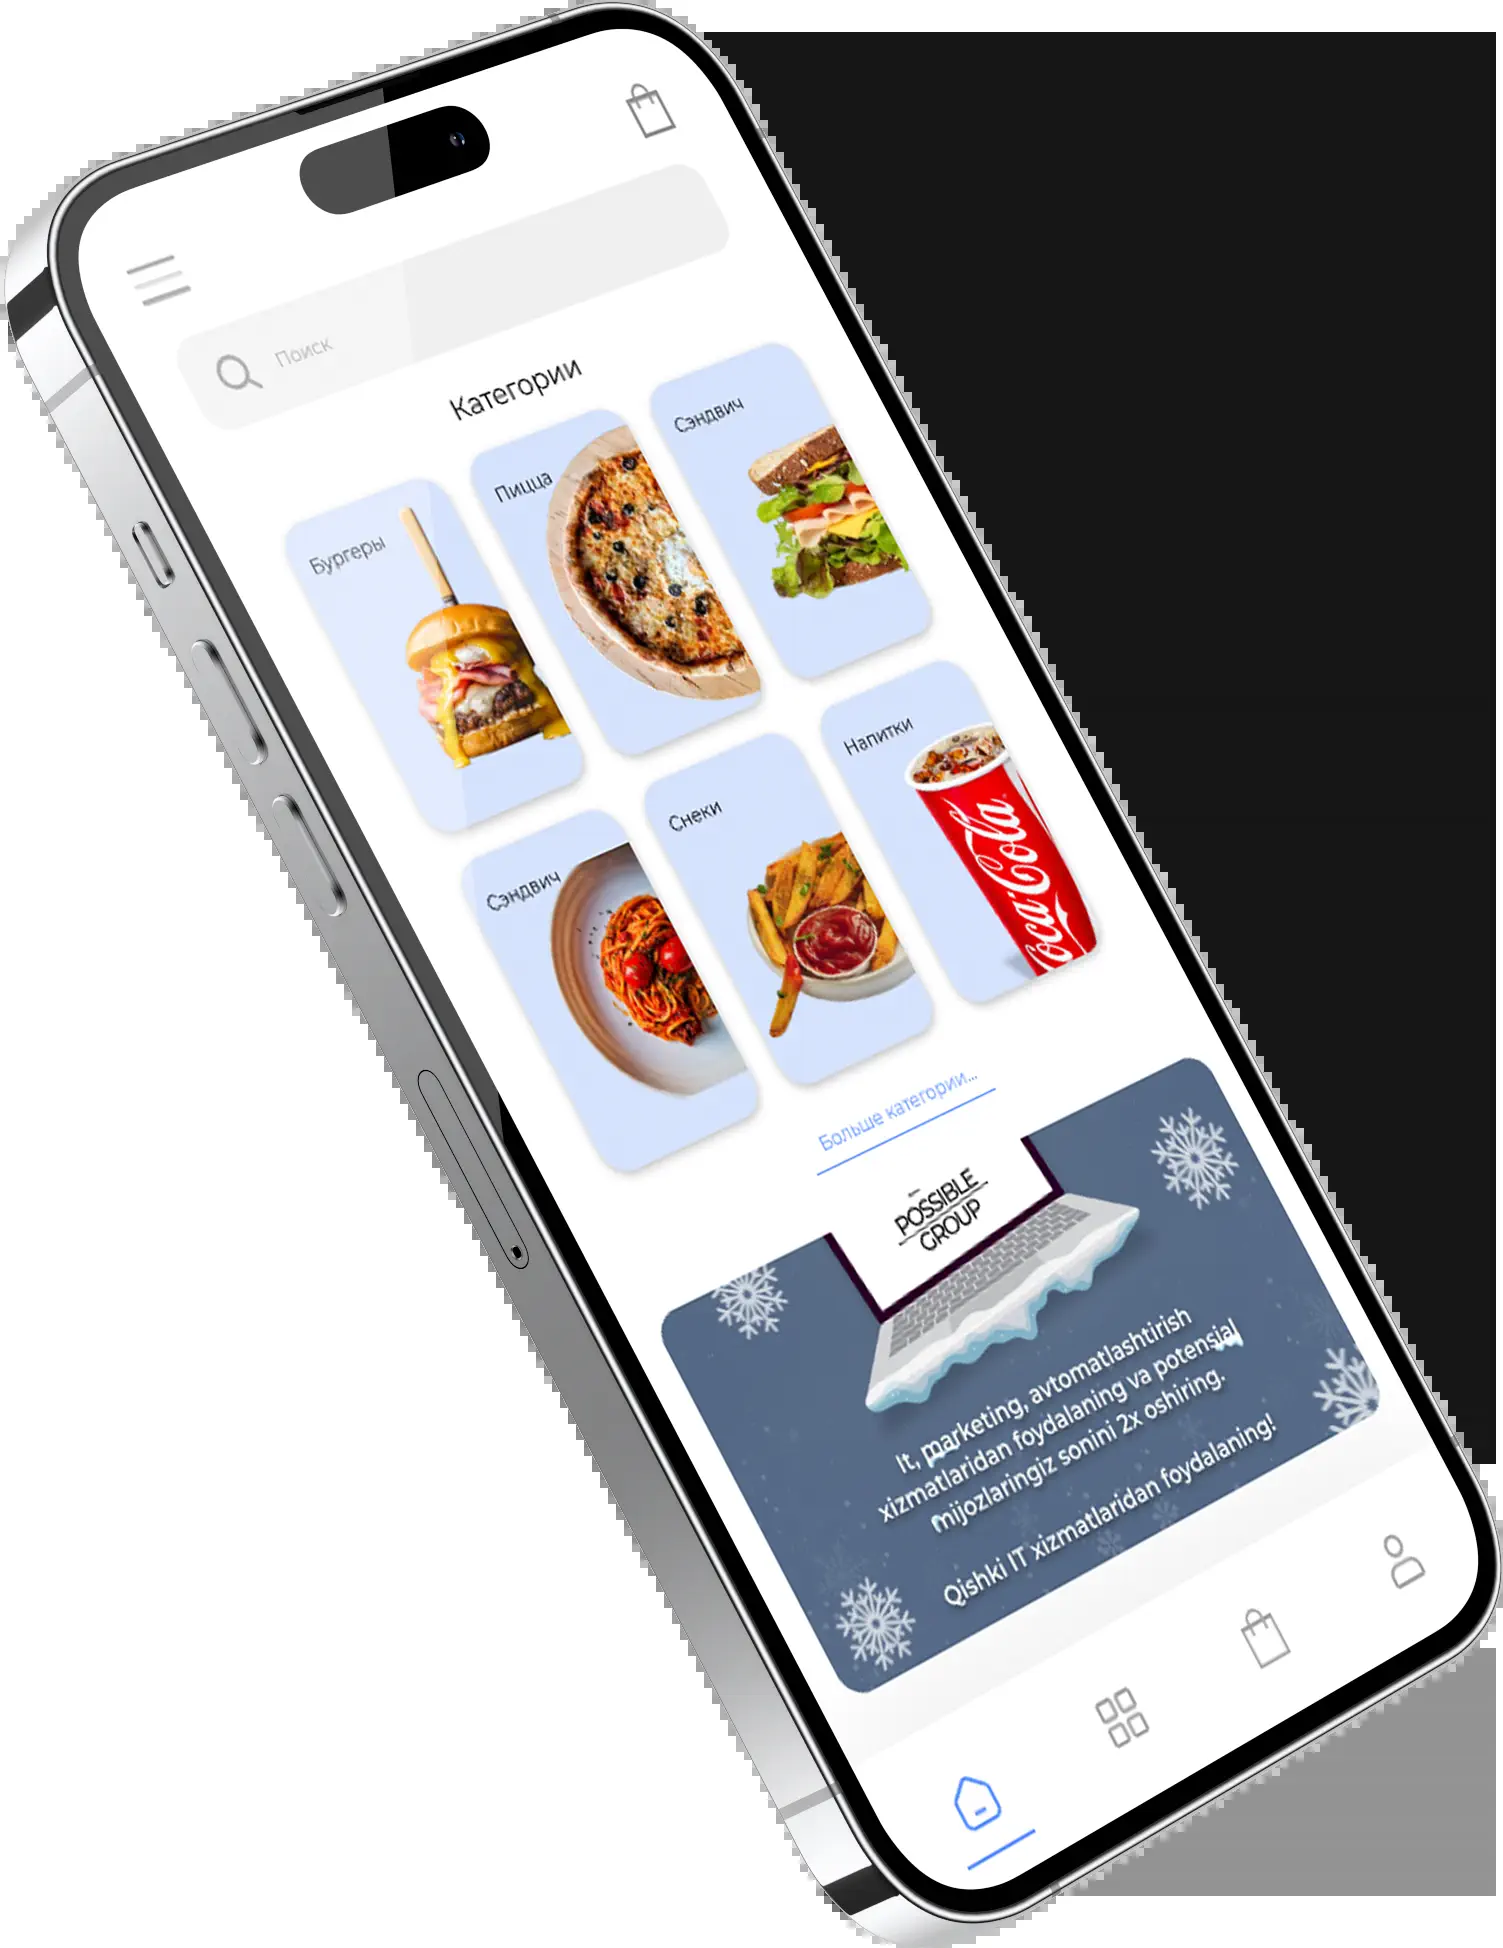 Поиск
Категории
Бургеры
Пицца
Сэндвич
Сэндвич
Снеки
Напитки
Coca-Cola
Больше категории...
POSSIBLE
GROUP
It, marketing, avtomatlashtirish
xizmatlaridan foydalaning va potensial
mijozlaringiz sonini 2x oshiring.
Qishki IT xizmatlaridan foydalaning!